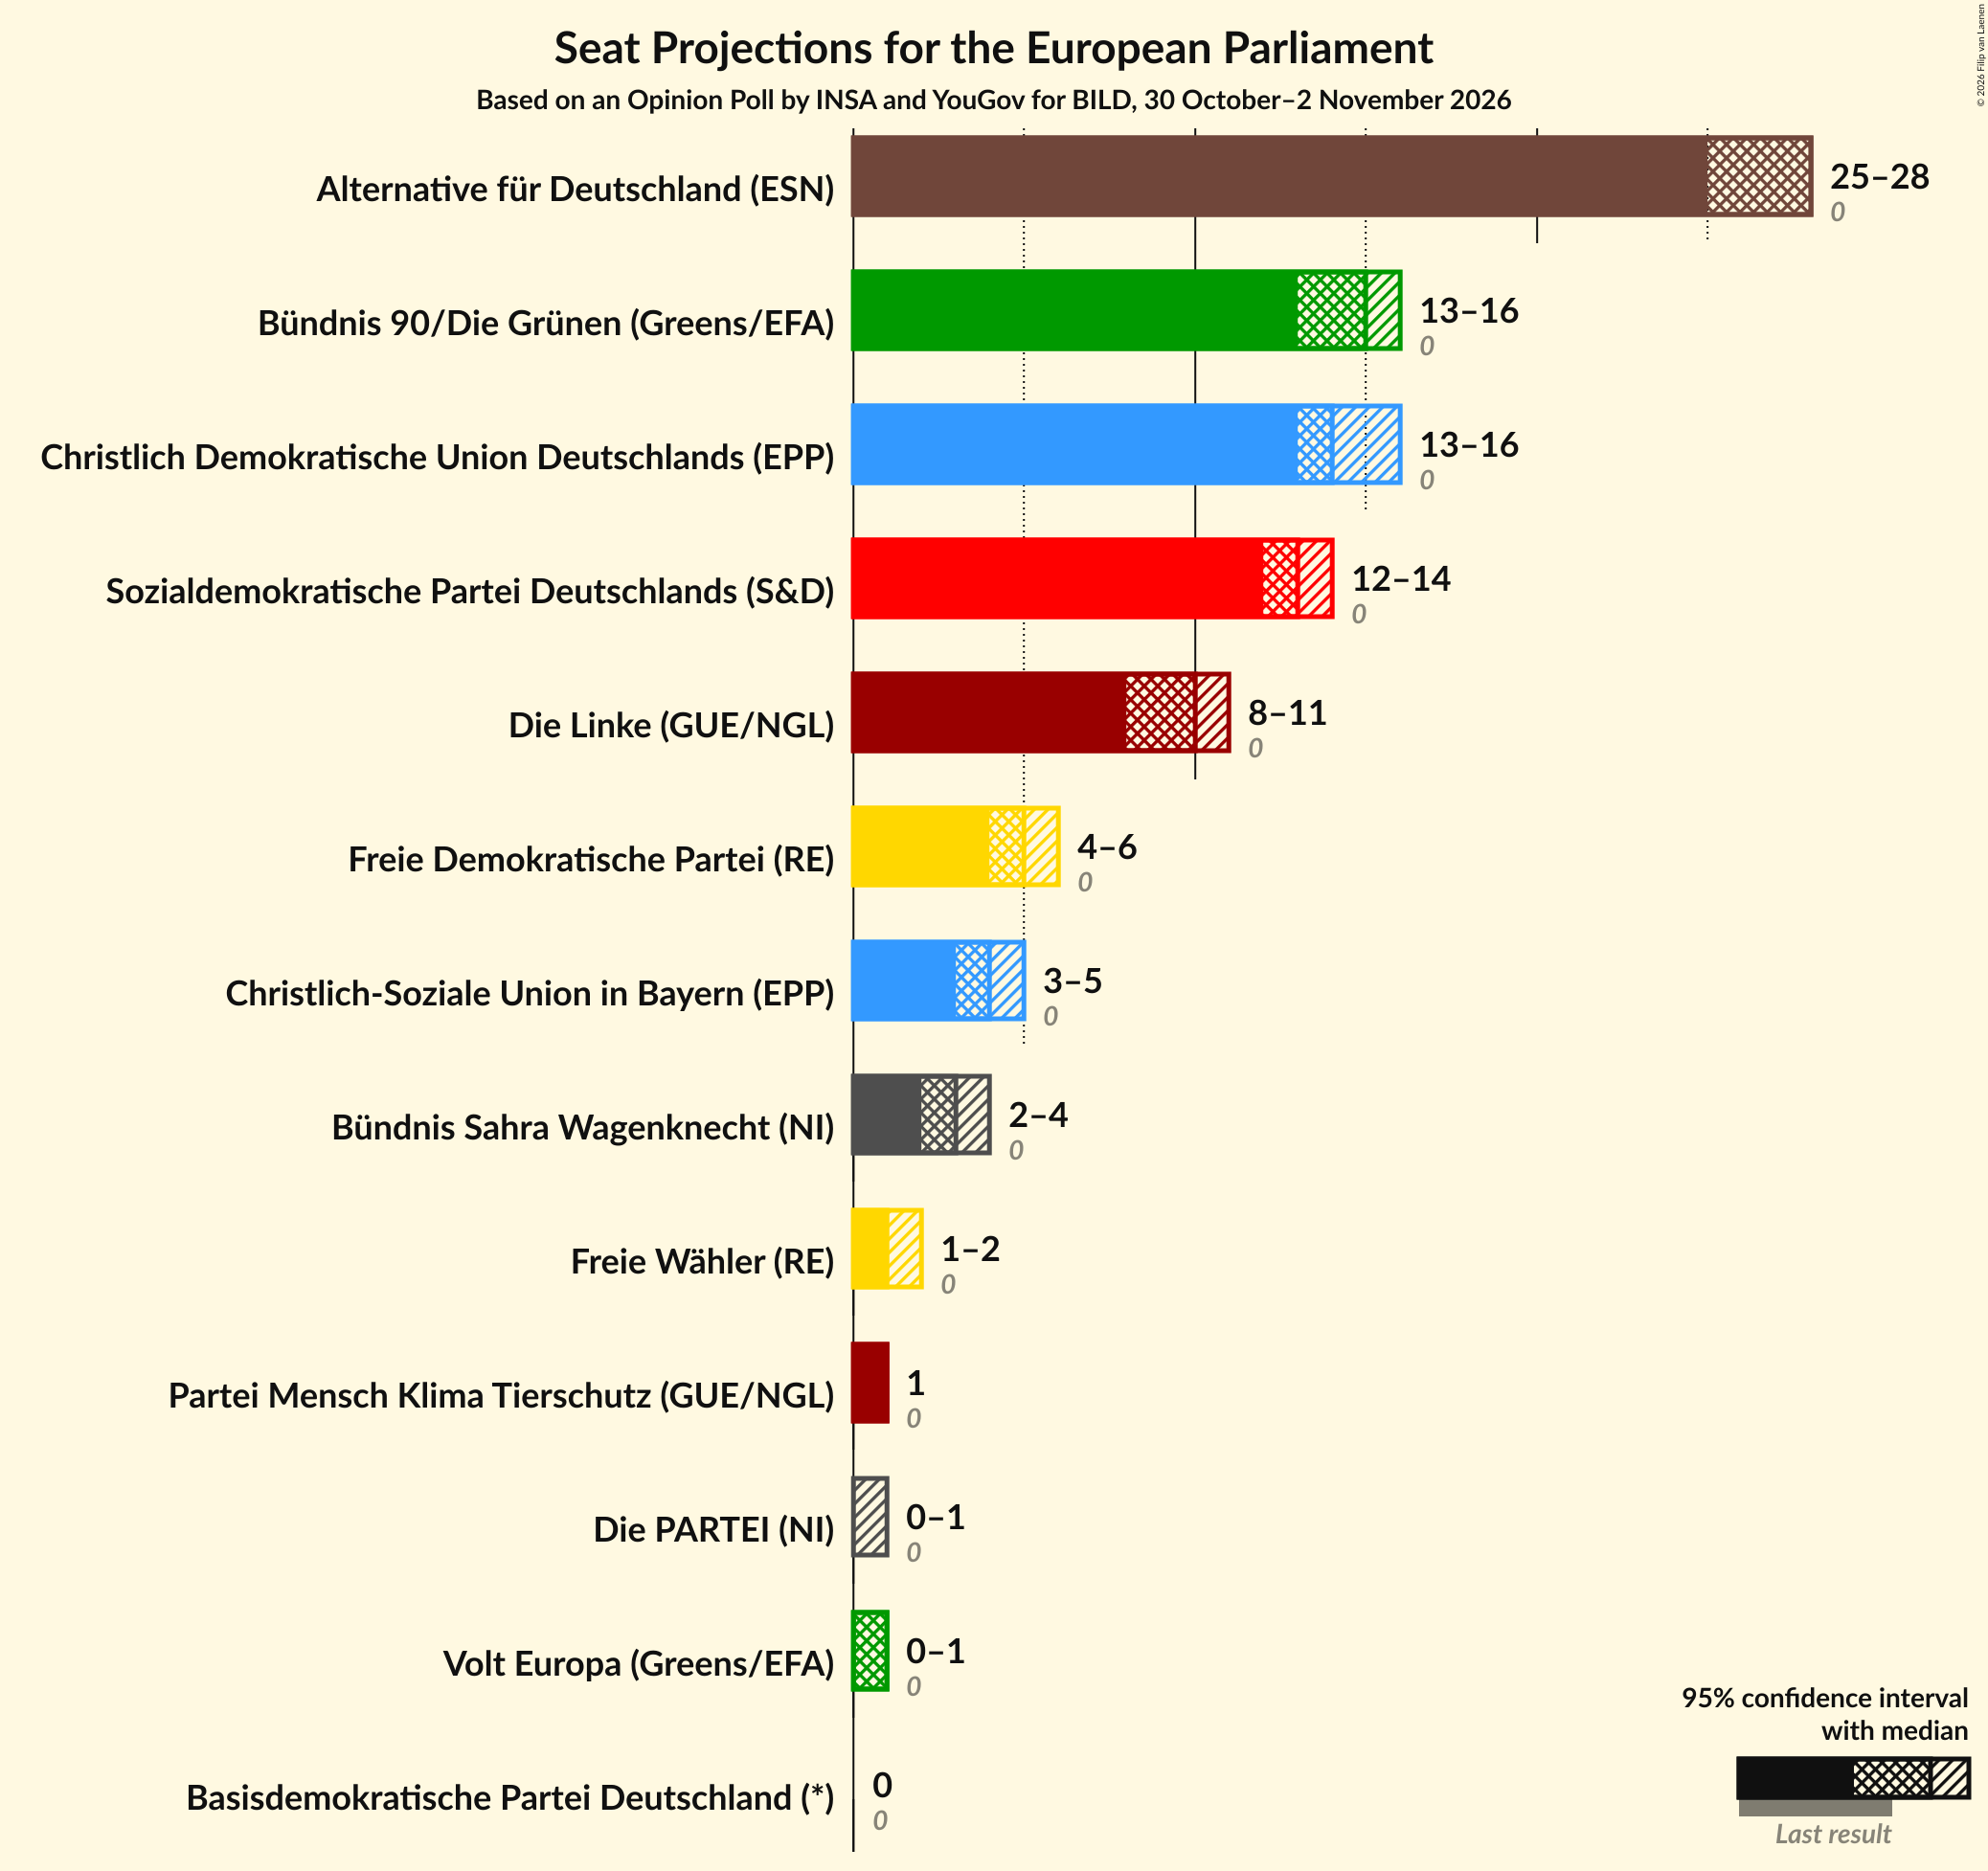 Seat Projections for the European Parliament
Based on an Opinion Poll by INSA and YouGov for BILD, 30 October–2 November 2026
© 2026 Filip van Laenen
Alternative für Deutschland (ESN)
25–28
0
Bündnis 90/Die Grünen (Greens/EFA)
13–16
0
Christlich Demokratische Union Deutschlands (EPP)
13–16
0
Sozialdemokratische Partei Deutschlands (S&D)
12–14
0
Die Linke (GUE/NGL)
8–11
0
Freie Demokratische Partei (RE)
4–6
0
Christlich-Soziale Union in Bayern (EPP)
3–5
0
Bündnis Sahra Wagenknecht (NI)
2–4
0
Freie Wähler (RE)
1–2
0
Partei Mensch Klima Tierschutz (GUE/NGL)
1
0
Die PARTEI (NI)
0–1
0
Volt Europa (Greens/EFA)
0–1
0
Basisdemokratische Partei Deutschland (*)
0
0
95% confidence interval
with median
Last result